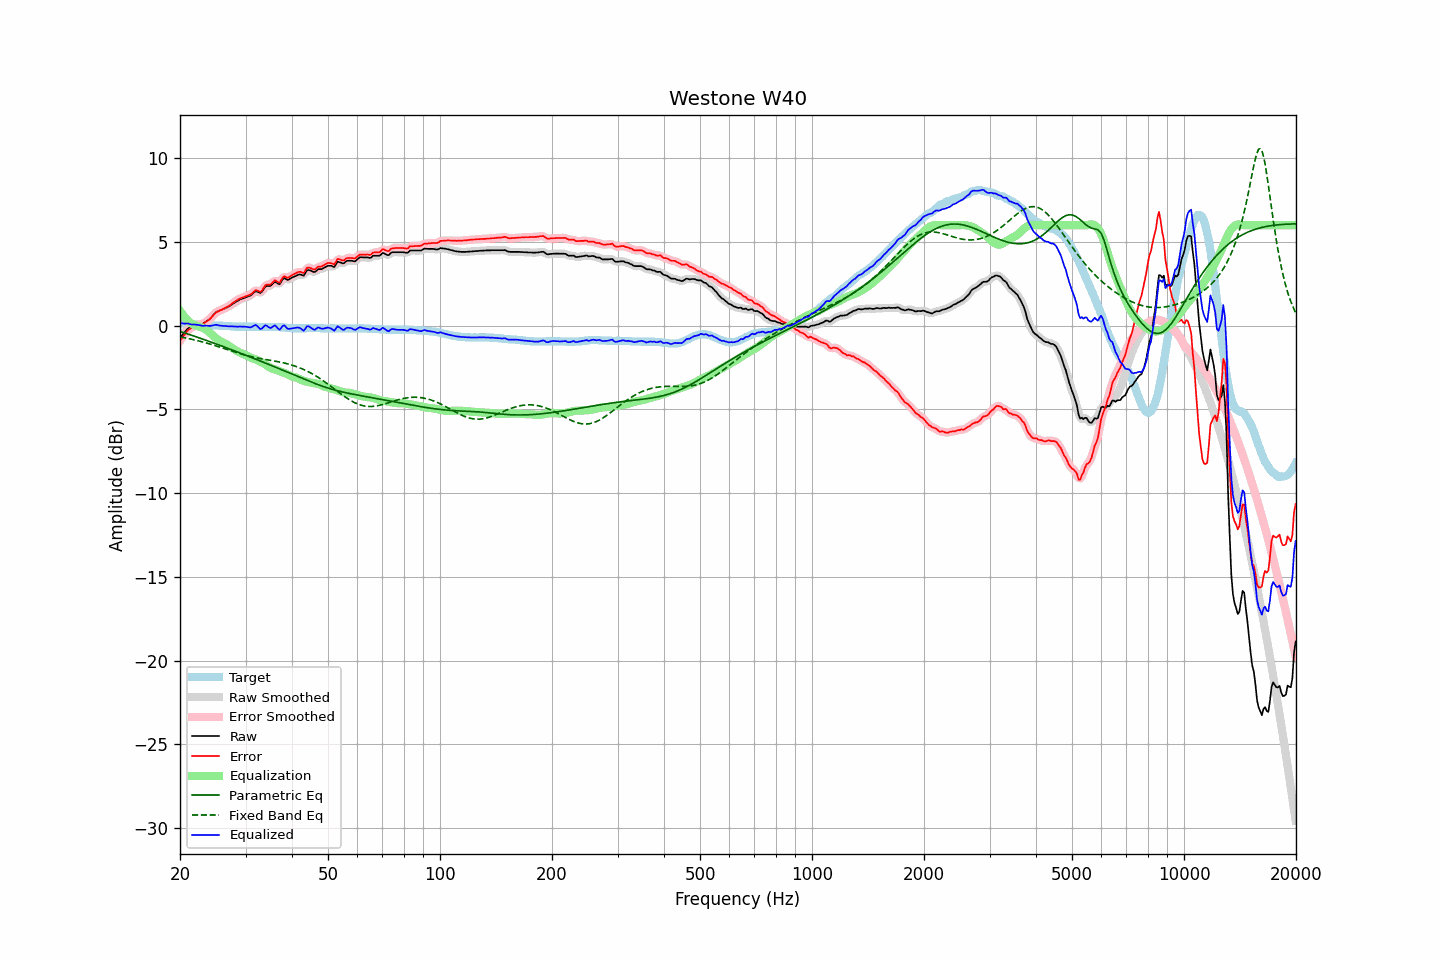 Westone W40
Amplitude (dBr)
10
5
0
−5
−10
−15
−20
−25
−30
Target
Raw Smoothed
Error Smoothed
Raw
Error
Equalization
Parametric Eq
Fixed Band Eq
Equalized
20 50 100 200 500 1000 2000 5000 10000 20000
Frequency (Hz)